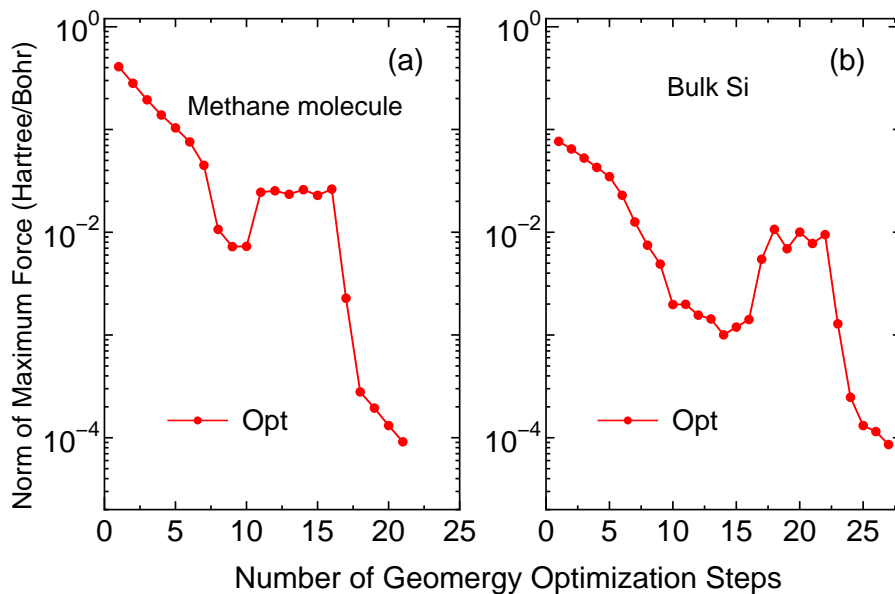 10^0
(a)
Methane molecule
10^−2
10^−4
Opt
0 5 10 15 20 25
10^0
(b)
Bulk Si
10^−2
10^−4
Opt
0 5 10 15 20 25
Norm of Maximum Force (Hartree/Bohr)
Number of Geomergy Optimization Steps